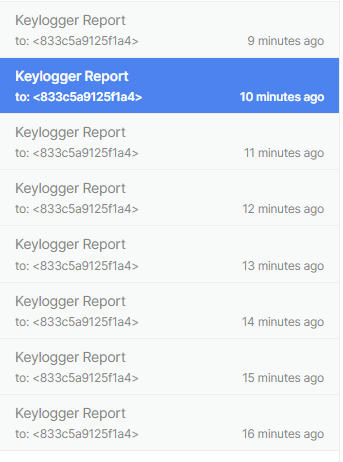 Keylogger Report
to: <833c5a9125f1a4> 9 minutes ago
Keylogger Report
to: <833c5a9125f1a4> 10 minutes ago
Keylogger Report
to: <833c5a9125f1a4> 11 minutes ago
Keylogger Report
to: <833c5a9125f1a4> 12 minutes ago
Keylogger Report
to: <833c5a9125f1a4> 13 minutes ago
Keylogger Report
to: <833c5a9125f1a4> 14 minutes ago
Keylogger Report
to: <833c5a9125f1a4> 15 minutes ago
Keylogger Report
to: <833c5a9125f1a4> 16 minutes ago